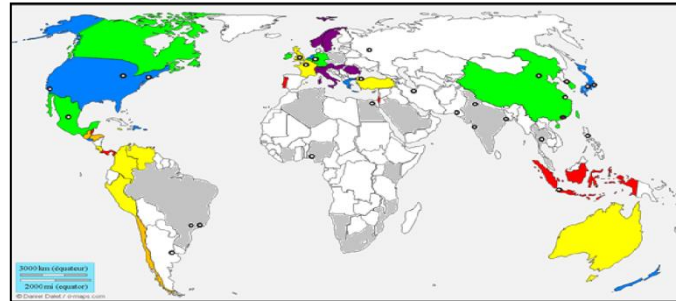 3000 km (équateur)
2000 mi (equator)
© Daniel Dalet / d-maps.com